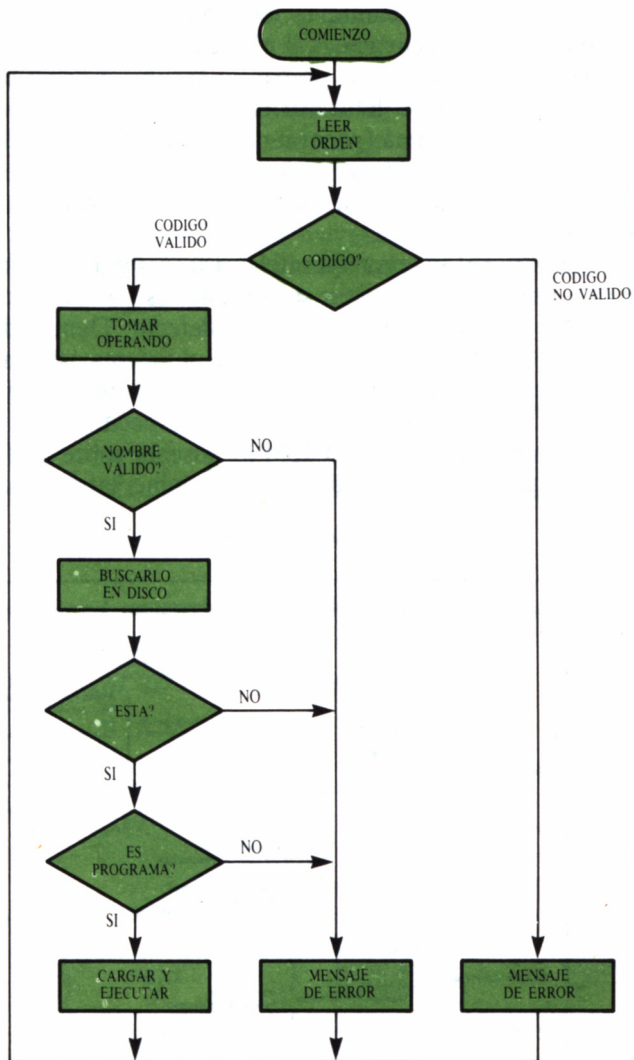 COMIENZO
LEER
ORDEN
CODIGO
VALIDO
CODIGO?
CODIGO
NO VALIDO
TOMAR
OPERANDO
NOMBRE
VALIDO?
NO
SI
BUSCARLO
EN DISCO
ESTA?
NO
SI
ES
PROGRAMA?
NO
SI
CARGAR Y
EJECUTAR
MENSAJE
DE ERROR
MENSAJE
DE ERROR